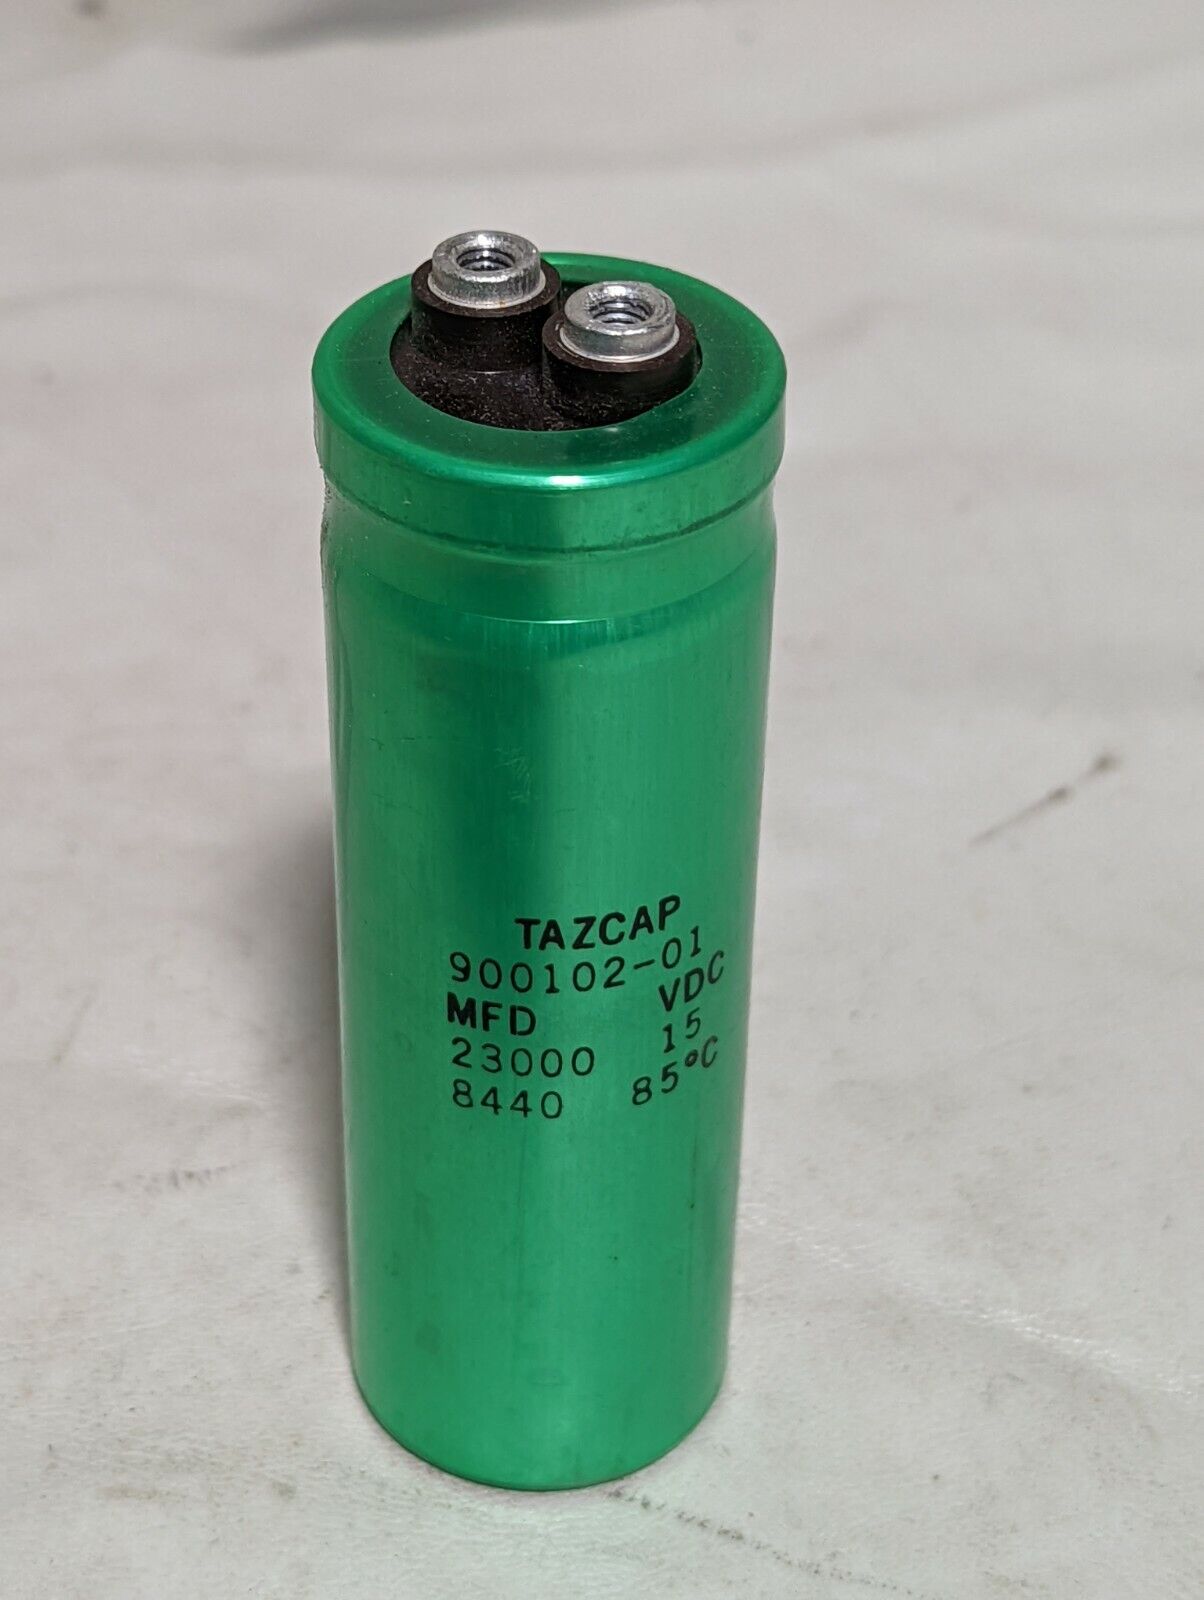 TAZCAP
900102-01
MFD VDC
23000 15
8440 85°C